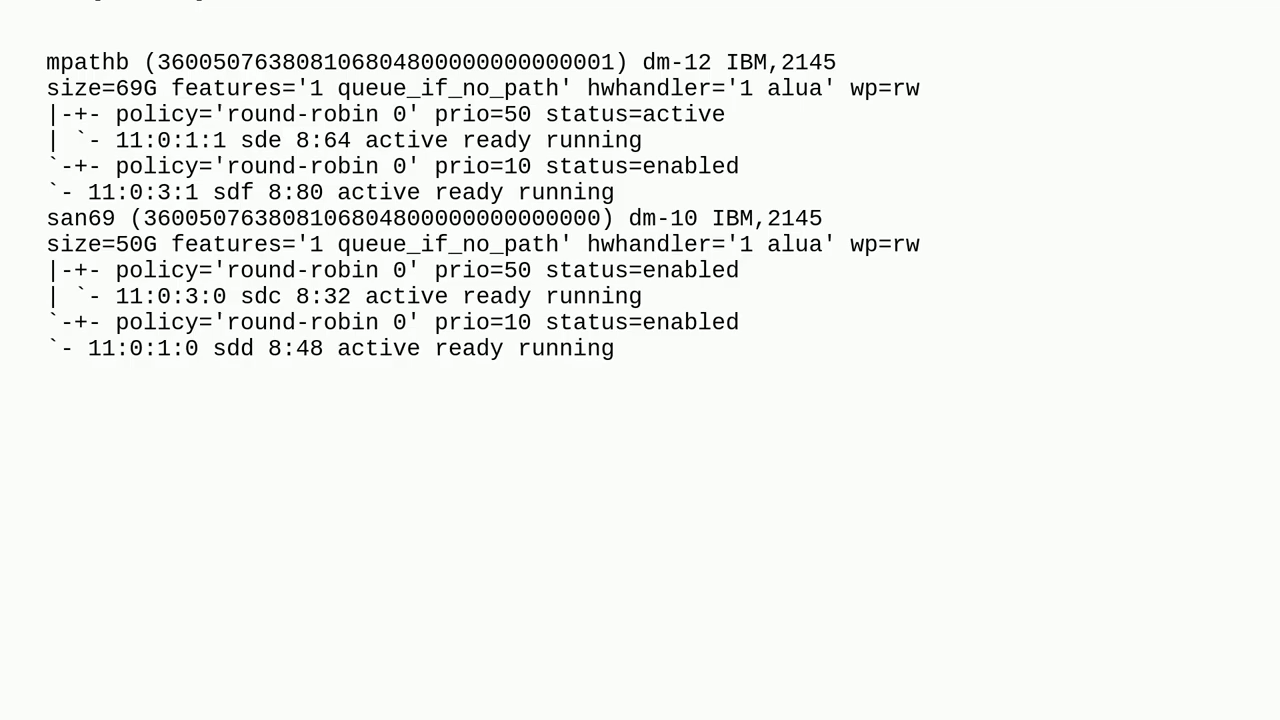 mpathb (360050763808106804800000000000001) dm-12 IBM,2145
size=69G features='1 queue_if_no_path' hwhandler='1 alua' wp=rw
|-+- policy='round-robin 0' prio=50 status=active
| `- 11:0:1:1 sde 8:64 active ready running
`-+- policy='round-robin 0' prio=10 status=enabled
`- 11:0:3:1 sdf 8:80 active ready running
san69 (360050763808106804800000000000000) dm-10 IBM,2145
size=50G features='1 queue_if_no_path' hwhandler='1 alua' wp=rw
|-+- policy='round-robin 0' prio=50 status=enabled
| `- 11:0:3:0 sdc 8:32 active ready running
`-+- policy='round-robin 0' prio=10 status=enabled
`- 11:0:1:0 sdd 8:48 active ready running